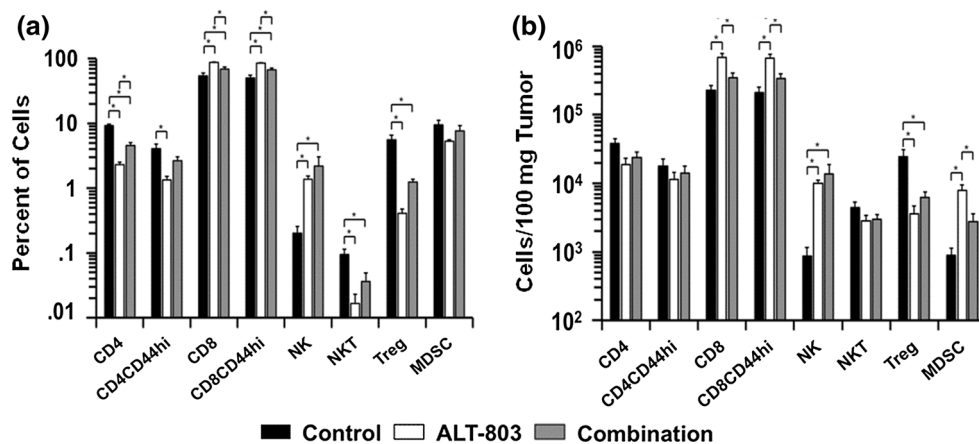 (a)
(b)
Percent of Cells
100
10
1
.1
.01
* * * * * * * * * * * * * * * *
CD4
CD4CD44hi
CD8
CD8CD44hi
NK
NKT
Treg
MDSC
Cells/100 mg Tumor
10⁶
10⁵
10⁴
10³
10²
* * * * * * * * * *
CD4
CD4CD44hi
CD8
CD8CD44hi
NK
NKT
Treg
MDSC
Control ALT-803 Combination